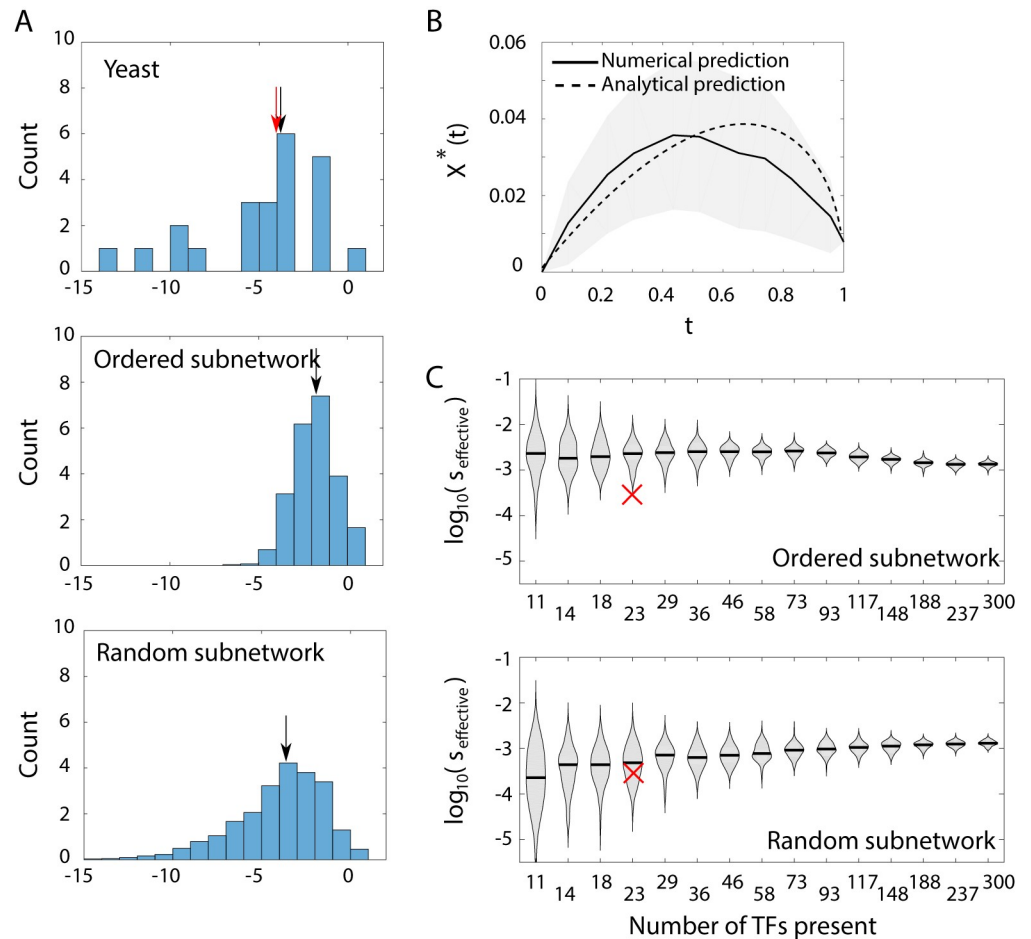 A
10
8
6
4
2
0
Count
Yeast
-15
-10
-5
0
10
8
6
4
2
0
Count
Ordered subnetwork
-15
-10
-5
0
10
8
6
4
2
0
Count
Random subnetwork
-15
-10
-5
0
B
0.06
0.04
0.02
0
X* (t)
Numerical prediction
Analytical prediction
0 0.2 0.4 0.6 0.8 1
t
C
-1
-2
-3
-4
-5
log10( seffective)
Ordered subnetwork
11 18 29 46 73 117 188 300
14 23 36 58 93 148 237
-1
-2
-3
-4
-5
log10( seffective)
Random subnetwork
11 18 29 46 73 117 188 300
14 23 36 58 93 148 237
Number of TFs present